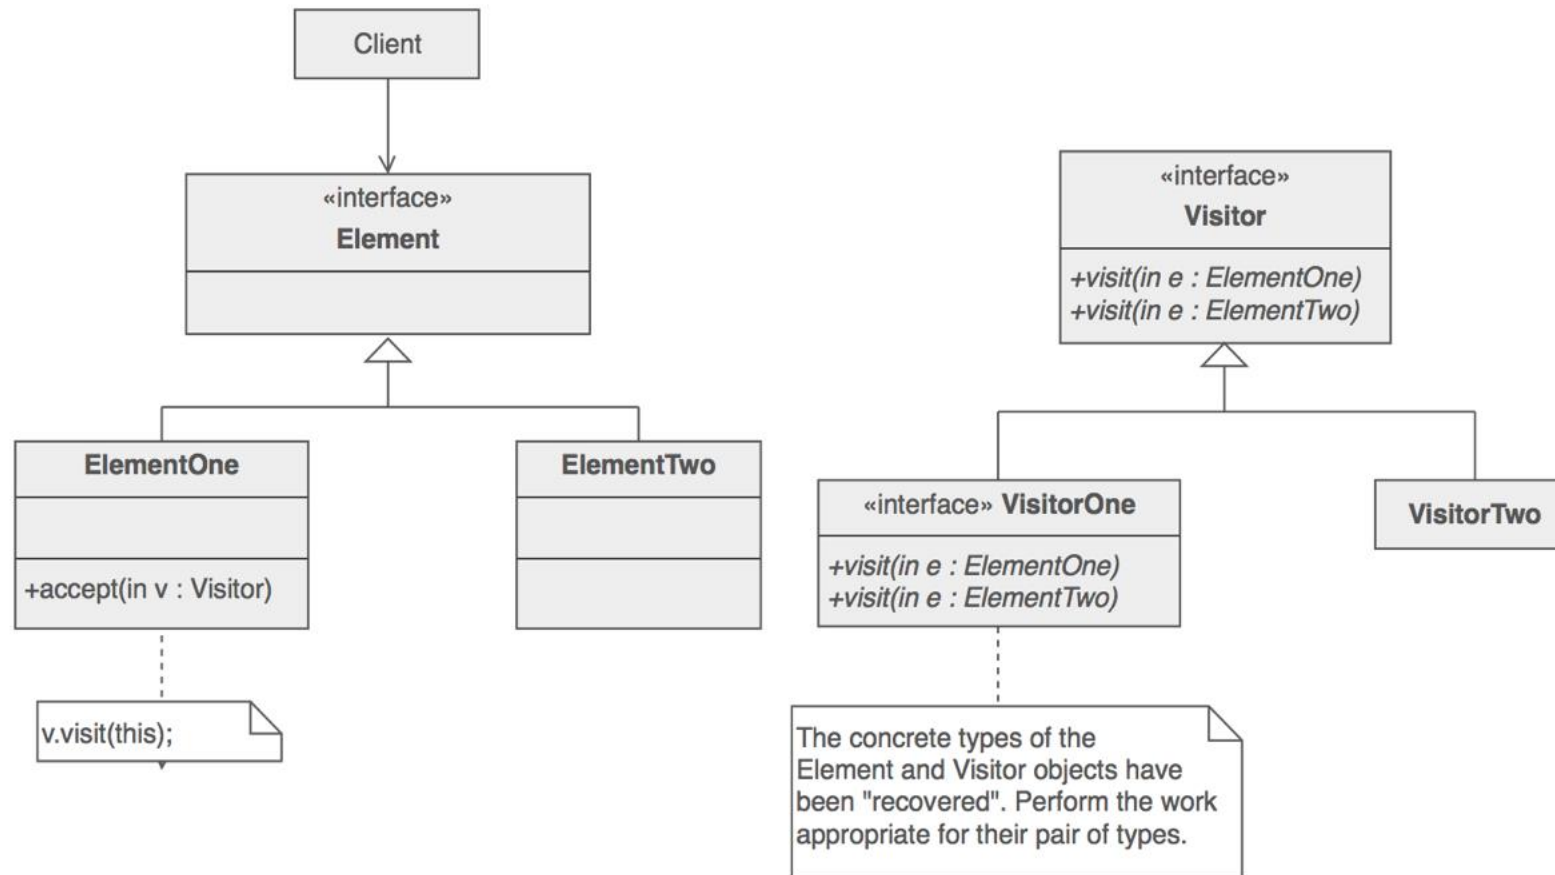 Client
«interface»
Element
ElementOne
+accept(in v : Visitor)
v.visit(this);
ElementTwo
«interface»
Visitor
+visit(in e : ElementOne)
+visit(in e : ElementTwo)
«interface» VisitorOne
+visit(in e : ElementOne)
+visit(in e : ElementTwo)
The concrete types of the
Element and Visitor objects have
been "recovered". Perform the work
appropriate for their pair of types.
VisitorTwo